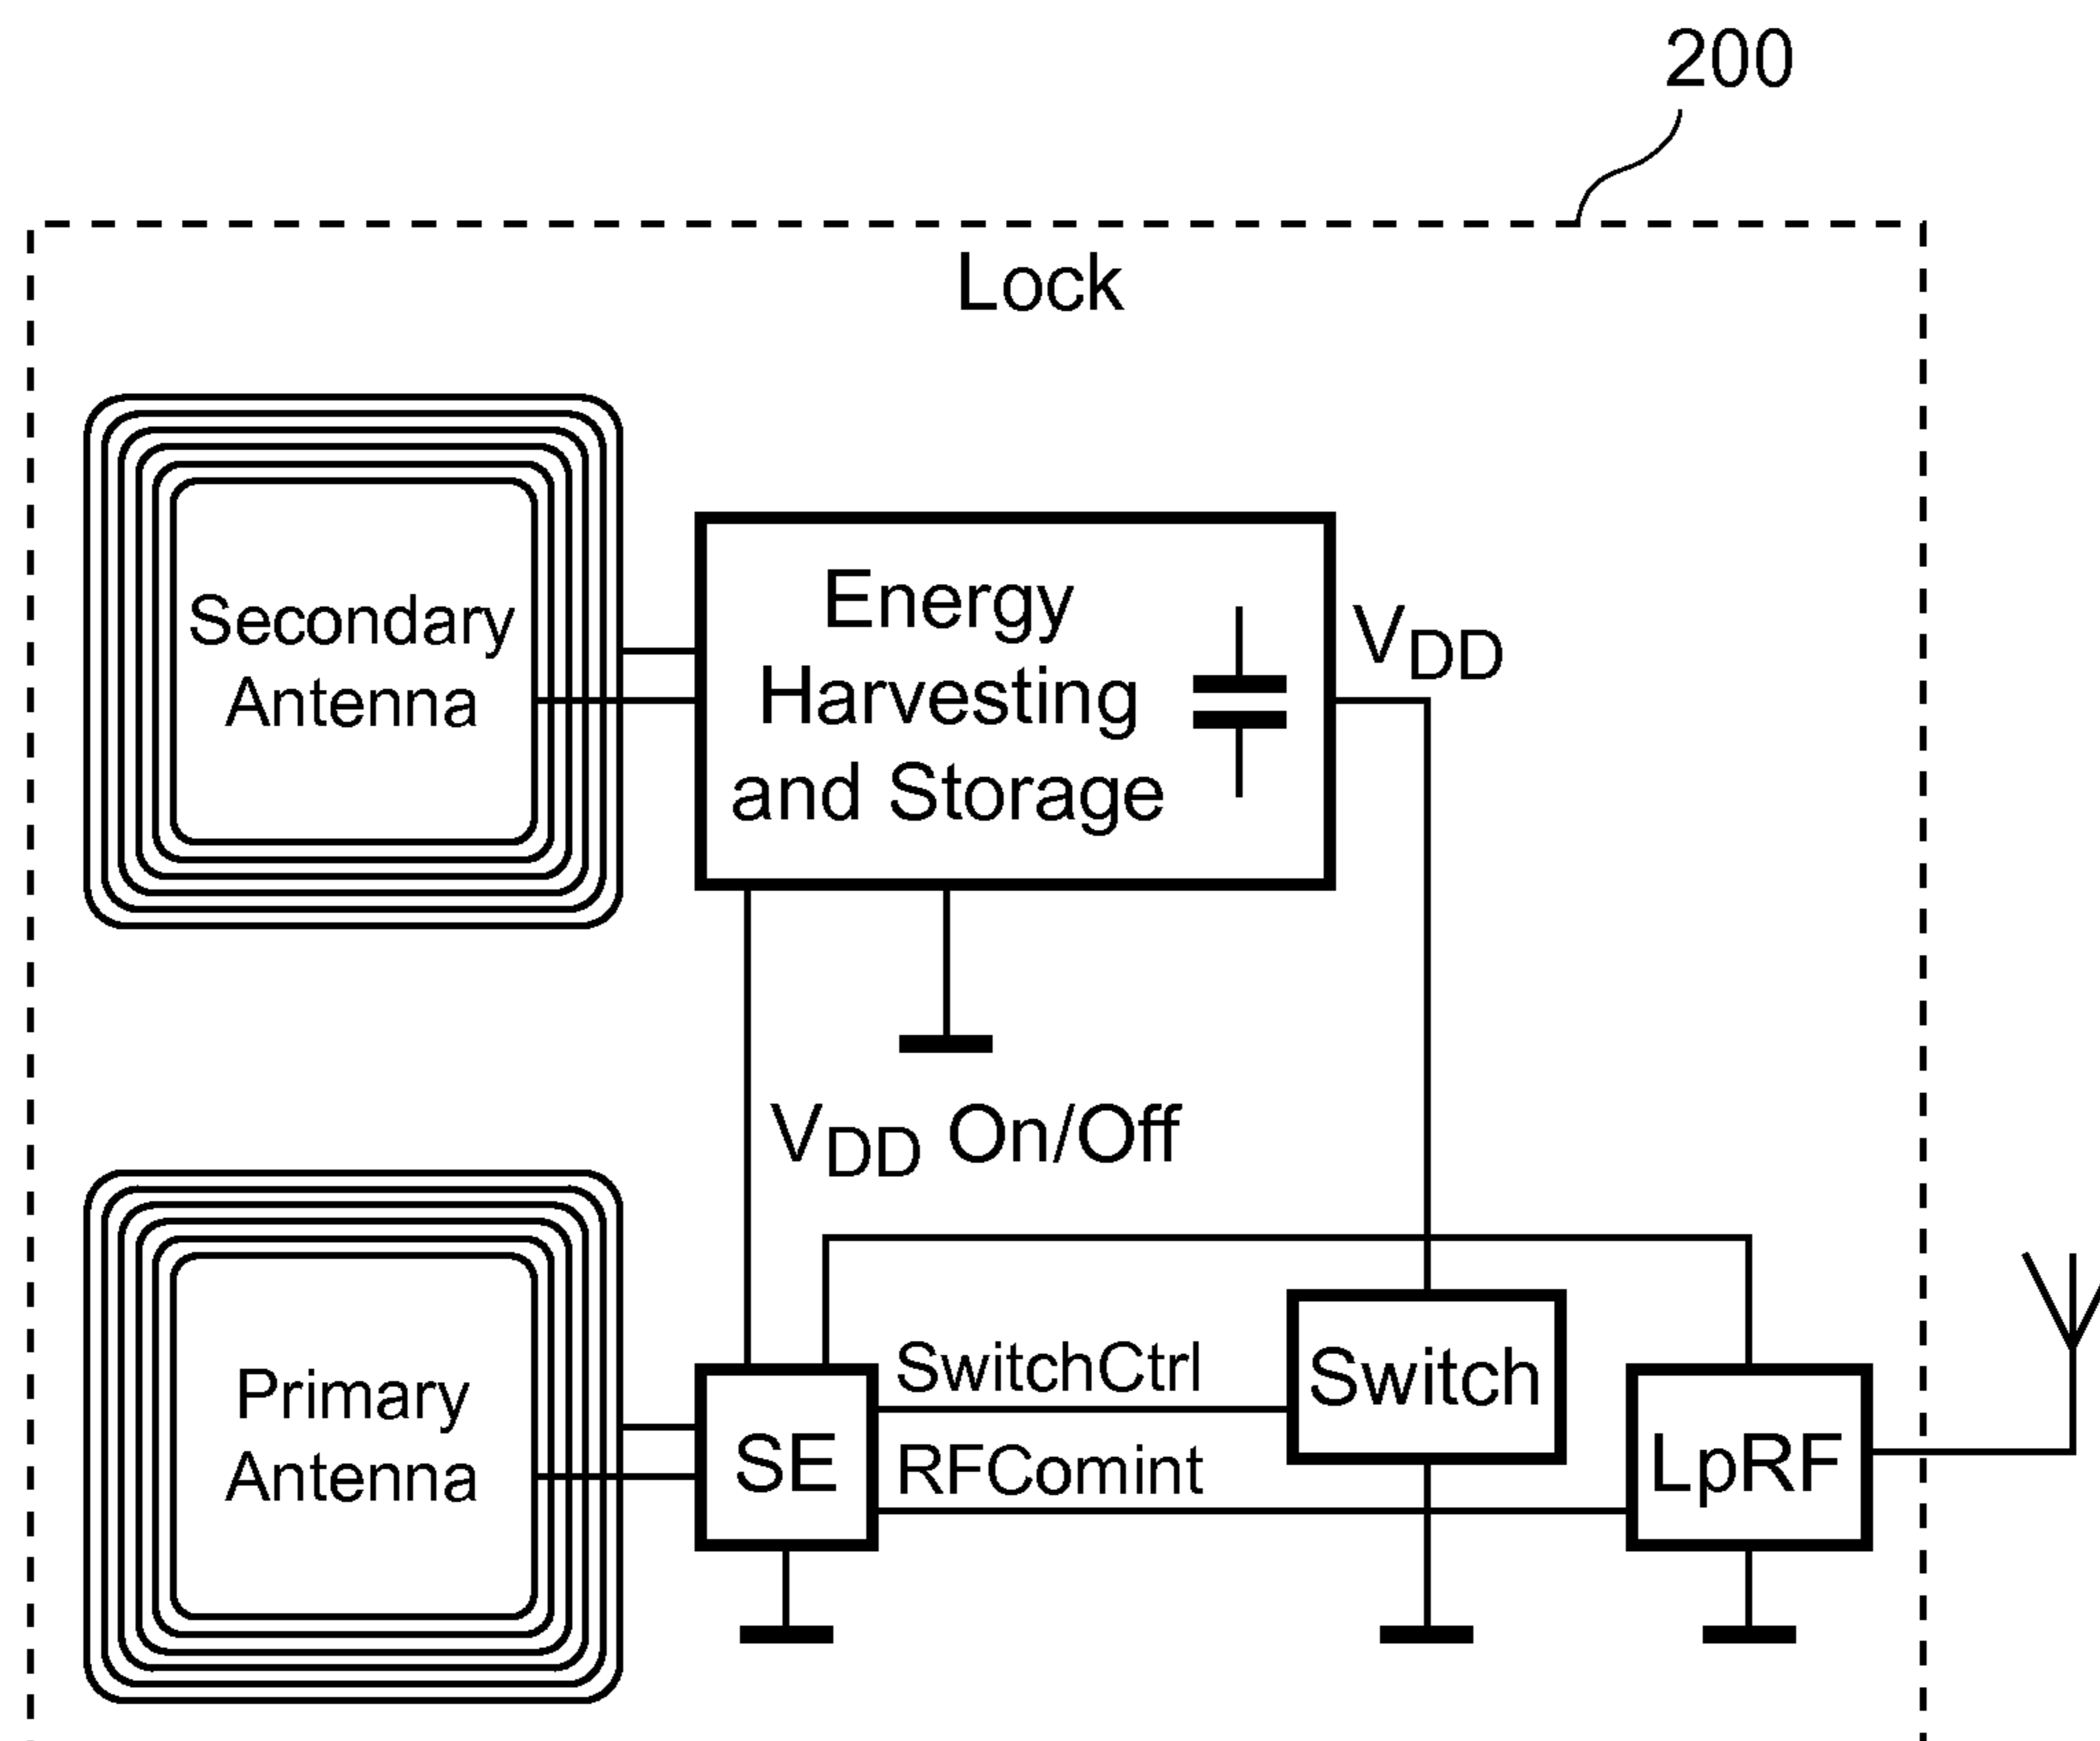 200
Lock
Secondary
Antenna
Energy
Harvesting
and Storage
VDD
VDD On/Off
Primary
Antenna
SE
SwitchCtrl
RFComint
Switch
LpRF